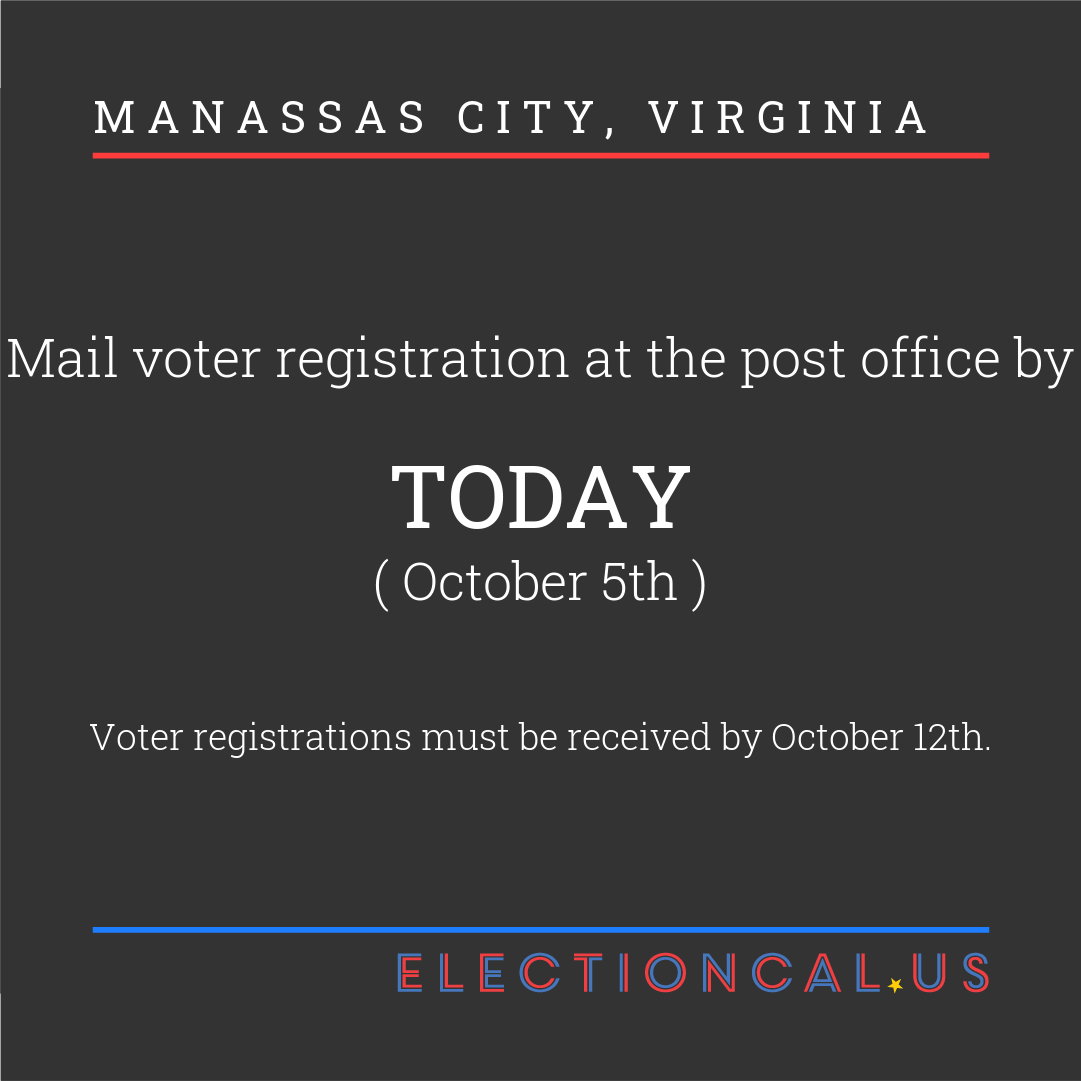 MANASSAS CITY, VIRGINIA
Mail voter registration at the post office by
TODAY
( October 5th )
Voter registrations must be received by October 12th.
ELECTIONCAL.US